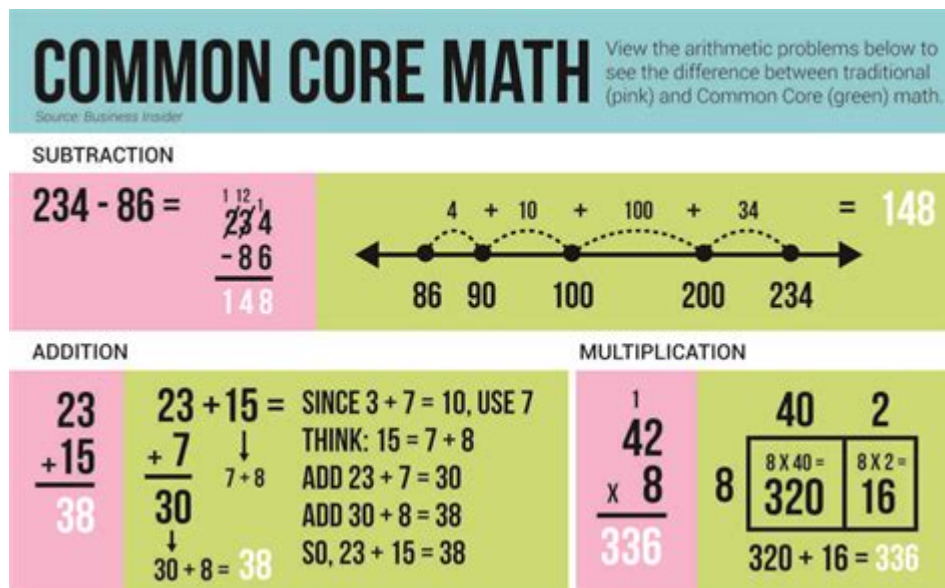 COMMON CORE MATH
Source: Business Insider
View the arithmetic problems below to
see the difference between traditional
(pink) and Common Core (green) math.
SUBTRACTION
234 - 86 =
1 12 1
234
-86
148
4 + 10 + 100 + 34 = 148
86 90 100 200 234
ADDITION
23
+15
38
23 +15 =
+ 7
7 + 8
30
30 + 8 = 38
SINCE 3 + 7 = 10, USE 7
THINK: 15 = 7 + 8
ADD 23 + 7 = 30
ADD 30 + 8 = 38
SO, 23 + 15 = 38
MULTIPLICATION
1
42
x 8
336
40 2
8
8 X 40 =
320
8 X 2 =
16
320 + 16 = 336